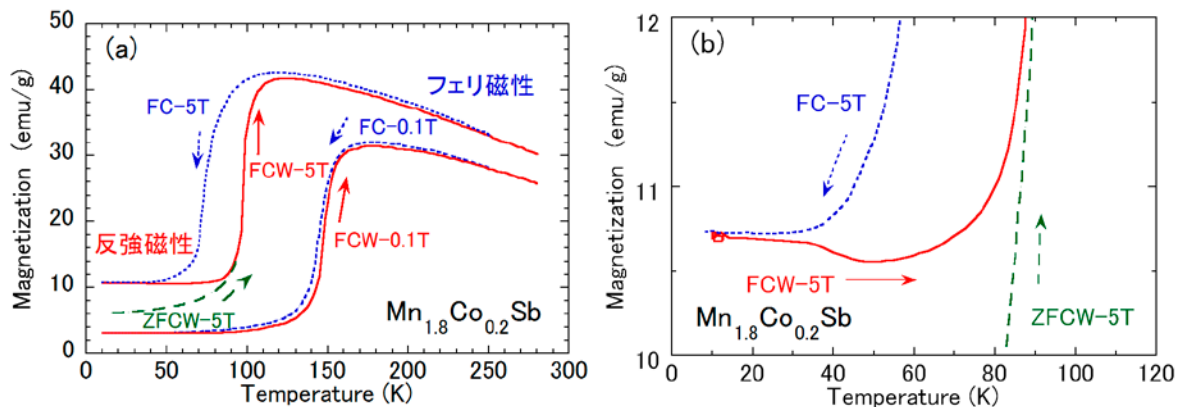 (a)
50
40
30
20
10
0
Magnetization (emu/g)
FC-5T
フェリ磁性
FC-0.1T
FCW-5T
FCW-0.1T
反強磁性
ZFCW-5T
Mn1.8Co0.2Sb
0 50 100 150 200 250 300
Temperature (K)
(b)
12
11
10
Magnetization (emu/g)
FC-5T
FCW-5T
ZFCW-5T
Mn1.8Co0.2Sb
0 20 40 60 80 100 120
Temperature (K)